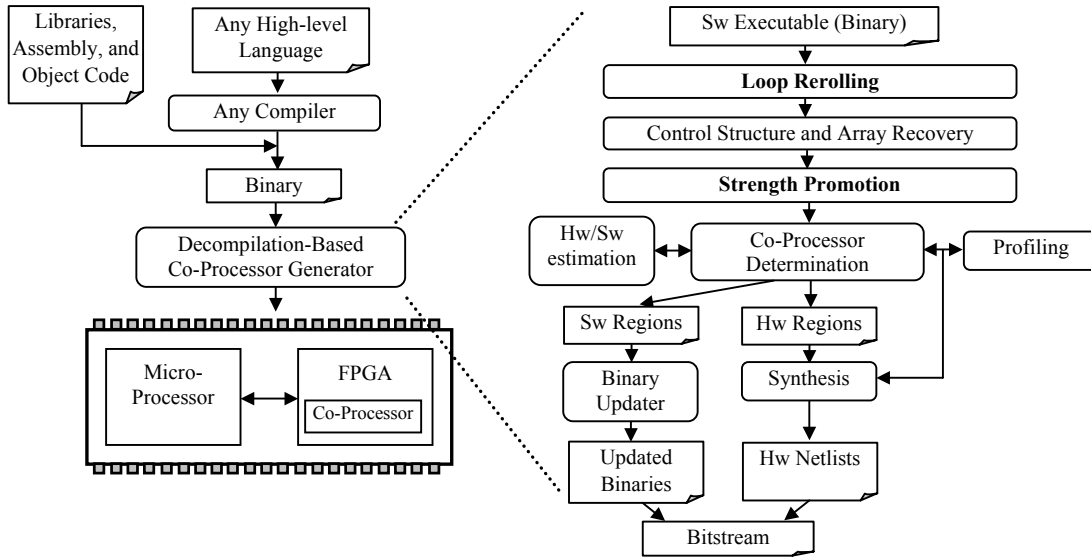 Libraries,
Assembly, and
Object Code
Any High-level
Language
Any Compiler
Binary
Decompilation-Based
Co-Processor Generator
Micro-
Processor
FPGA
Co-Processor
Sw Executable (Binary)
Loop Rerolling
Control Structure and Array Recovery
Strength Promotion
Hw/Sw
estimation
Co-Processor
Determination
Profiling
Sw Regions
Hw Regions
Binary
Updater
Synthesis
Updated
Binaries
Hw Netlists
Bitstream